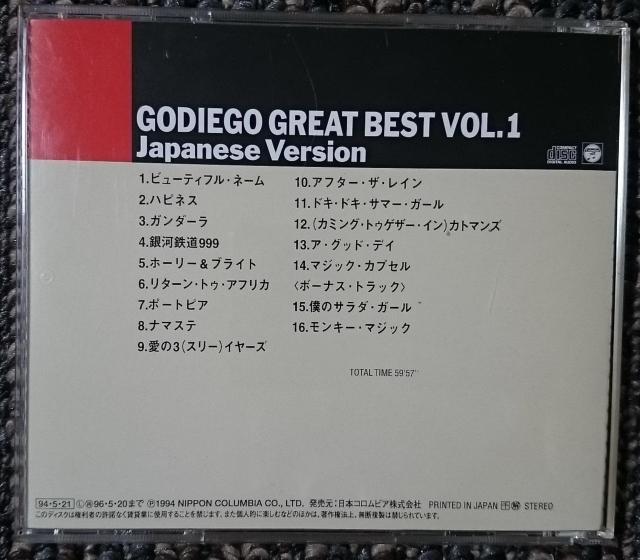 GODIEGO GREAT BEST VOL.1
Japanese Version
COMPACT
disc
DIGITAL AUDIO
1.ビューティフル・ネーム
2.ハピネス
3.ガンダーラ
4.銀河鉄道999
5.ホーリー&ブライト
6.リターン・トゥ・アフリカ
7.ポートピア
8.ナマステ
9.愛の3(スリー)イヤーズ
10.アフター・ザ・レイン
11.ドキ・ドキ・サマー・ガール
12.(カミング・トゥゲザー・イン)カトマンズ
13.ア・グッド・デイ
14.マジック・カプセル
〈ボーナス・トラック〉
15.僕のサラダ・ガール
16.モンキー・マジック
TOTAL TIME 59'57"
94・5・21 96・5・20まで Ⓟ1994 NIPPON COLUMBIA CO., LTD. 発売元:日本コロムビア株式会社 PRINTED IN JAPAN STEREO
このディスクは権利者の許諾なく賃貸業に使用することを禁じます。また個人的に楽しむなどのほかは、著作権法上、無断複製は禁じられています。